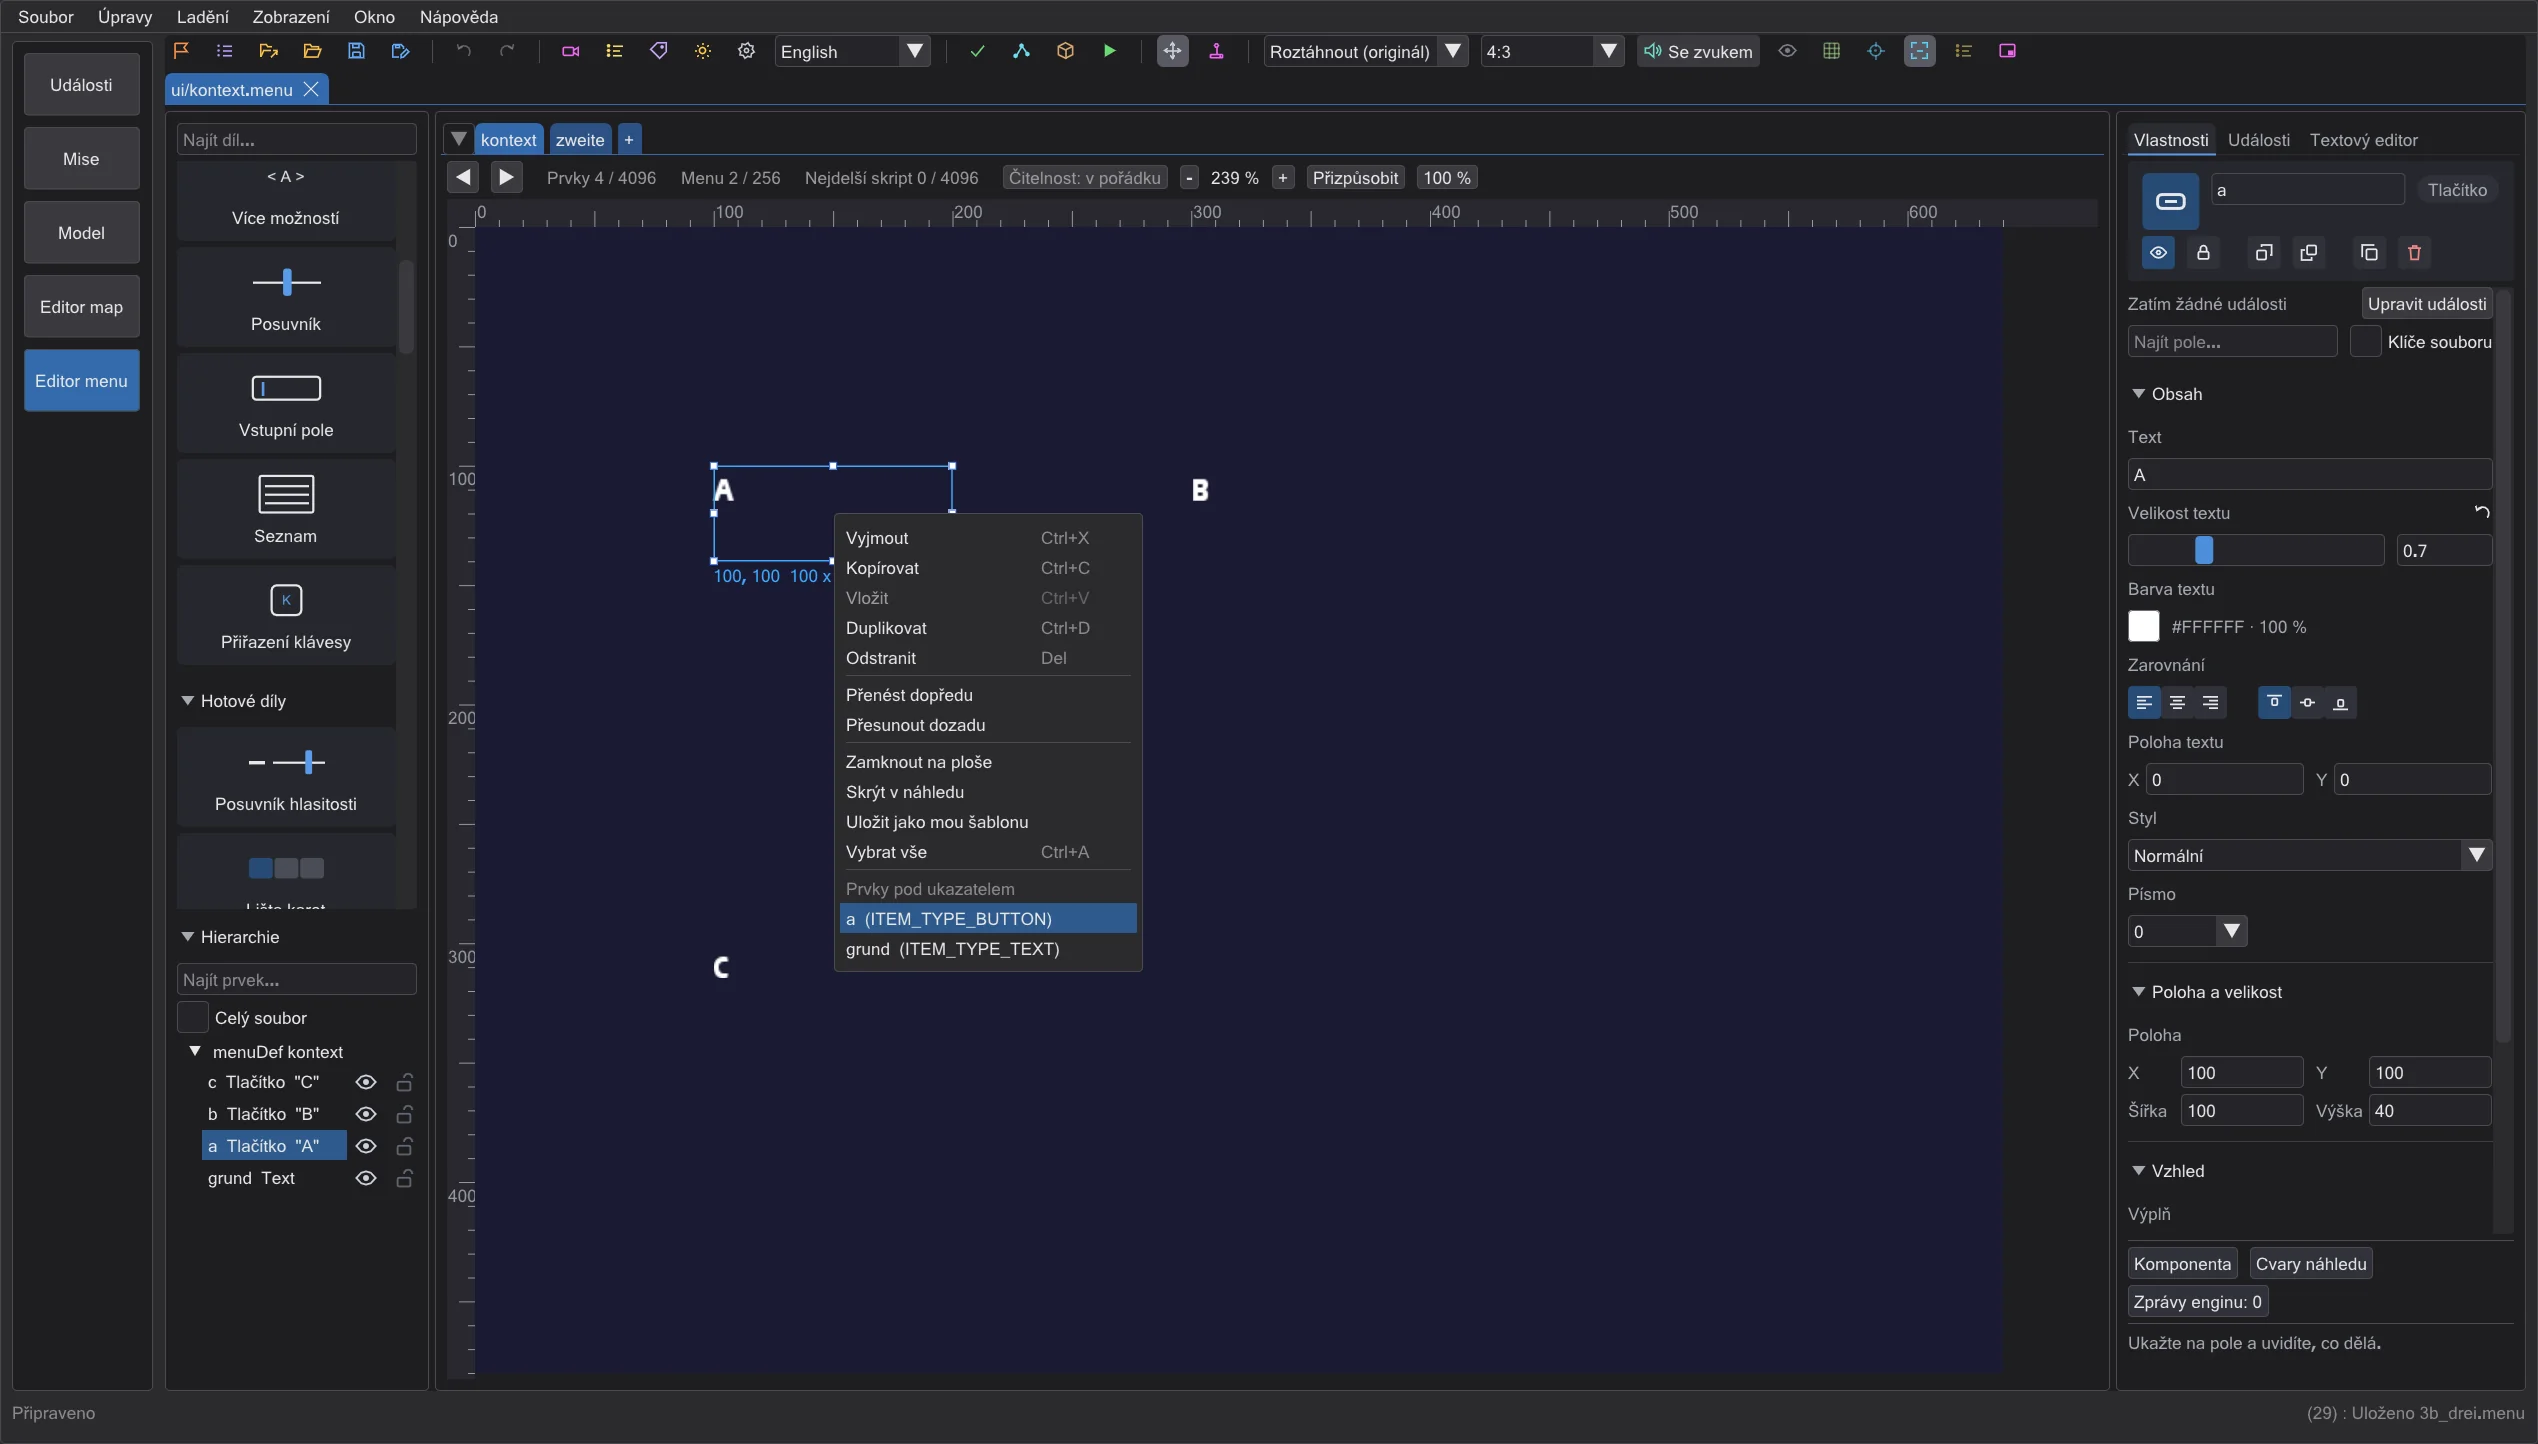 Soubor Úpravy Ladění Zobrazení Okno Nápověda
English
Roztáhnout (originál)
4:3
Se zvukem
Události
Mise
Model
Editor map
Editor menu
ui/kontext.menu
Najít díl...
< A >
Více možností
Posuvník
Vstupní pole
Seznam
K
Přiřazení klávesy
Hotové díly
Posuvník hlasitosti
Hierarchie
Najít prvek...
Celý soubor
menuDef kontext
c Tlačítko "C"
b Tlačítko "B"
a Tlačítko "A"
grund Text
kontext zweite +
Prvky 4 / 4096 Menu 2 / 256 Nejdelší skript 0 / 4096 Čitelnost: v pořádku - 239 % + Přizpůsobit 100 %
0 100 200 300 400 500 600
0
100
200
300
400
A
B
C
100, 100 100 x
Vyjmout Ctrl+X
Kopírovat Ctrl+C
Vložit Ctrl+V
Duplikovat Ctrl+D
Odstranit Del
Přenést dopředu
Přesunout dozadu
Zamknout na ploše
Skrýt v náhledu
Uložit jako mou šablonu
Vybrat vše Ctrl+A
Prvky pod ukazatelem
a (ITEM_TYPE_BUTTON)
grund (ITEM_TYPE_TEXT)
Vlastnosti Události Textový editor
a Tlačítko
Zatím žádné události Upravit události
Najít pole... Klíče souboru
Obsah
Text
A
Velikost textu
0.7
Barva textu
#FFFFFF · 100 %
Zarovnání
Poloha textu
X 0 Y 0
Styl
Normální
Písmo
0
Poloha a velikost
Poloha
X 100 Y 100
Šířka 100 Výška 40
Vzhled
Výplň
Komponenta Cvary náhledu
Zprávy enginu: 0
Ukažte na pole a uvidíte, co dělá.
Připraveno
(29) : Uloženo 3b_drei.menu